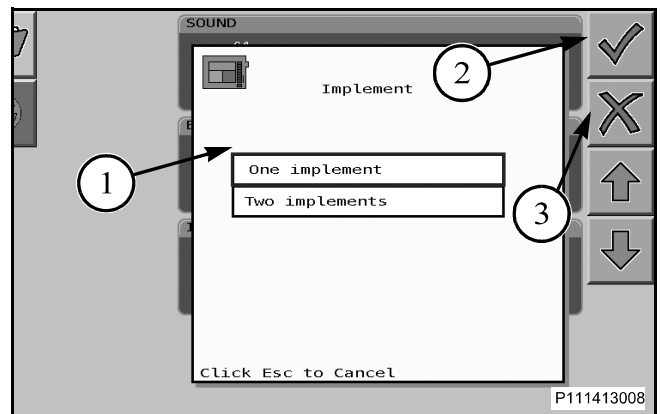 SOUND
Implement
2
One implement
1
Two implements
3
Click Esc to Cancel
P111413008